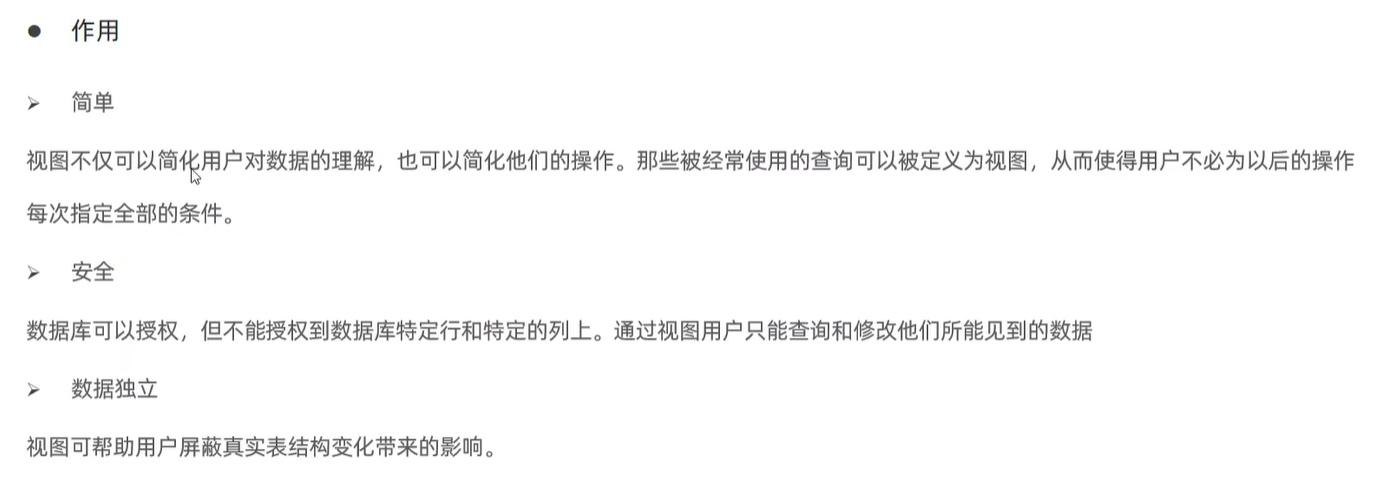 ● 作用
➢ 简单
视图不仅可以简化用户对数据的理解，也可以简化他们的操作。那些被经常使用的查询可以被定义为视图，从而使得用户不必为以后的操作
每次指定全部的条件。
➢ 安全
数据库可以授权，但不能授权到数据库特定行和特定的列上。通过视图用户只能查询和修改他们所能见到的数据
➢ 数据独立
视图可帮助用户屏蔽真实表结构变化带来的影响。